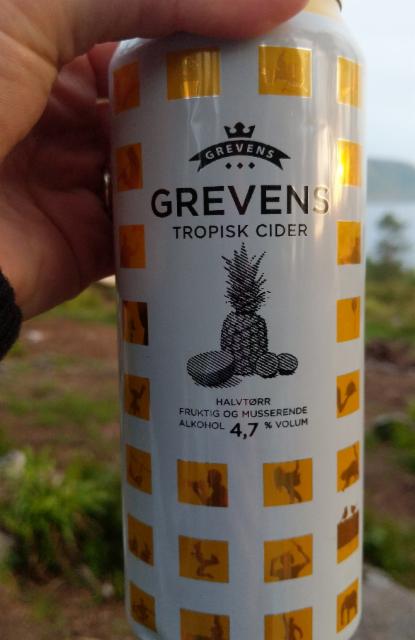 GREVENS
GREVENS
TROPISK CIDER
HALVTØRR
FRUKTIG OG MUSSERENDE
ALKOHOL 4,7 % VOLUM